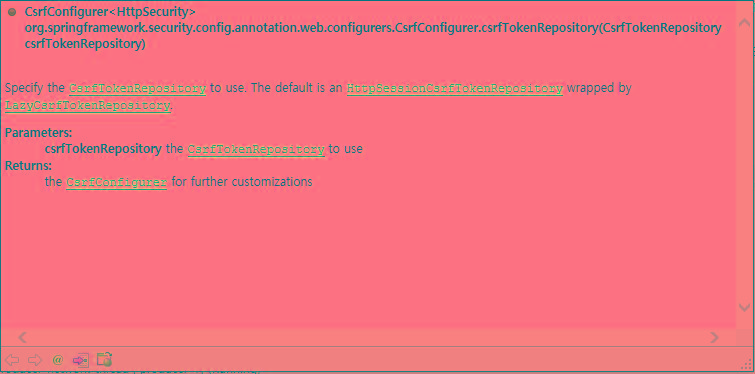 CsrfConfigurer<HttpSecurity>
org.springframework.security.config.annotation.web.configurers.CsrfConfigurer.csrfTokenRepository(CsrfTokenRepository
csrfTokenRepository)
Specify the CsrfTokenRepository to use. The default is an HttpSessionCsrfTokenRepository wrapped by
LazyCsrfTokenRepository.
Parameters:
csrfTokenRepository the CsrfTokenRepository to use
Returns:
the CsrfConfigurer for further customizations
@